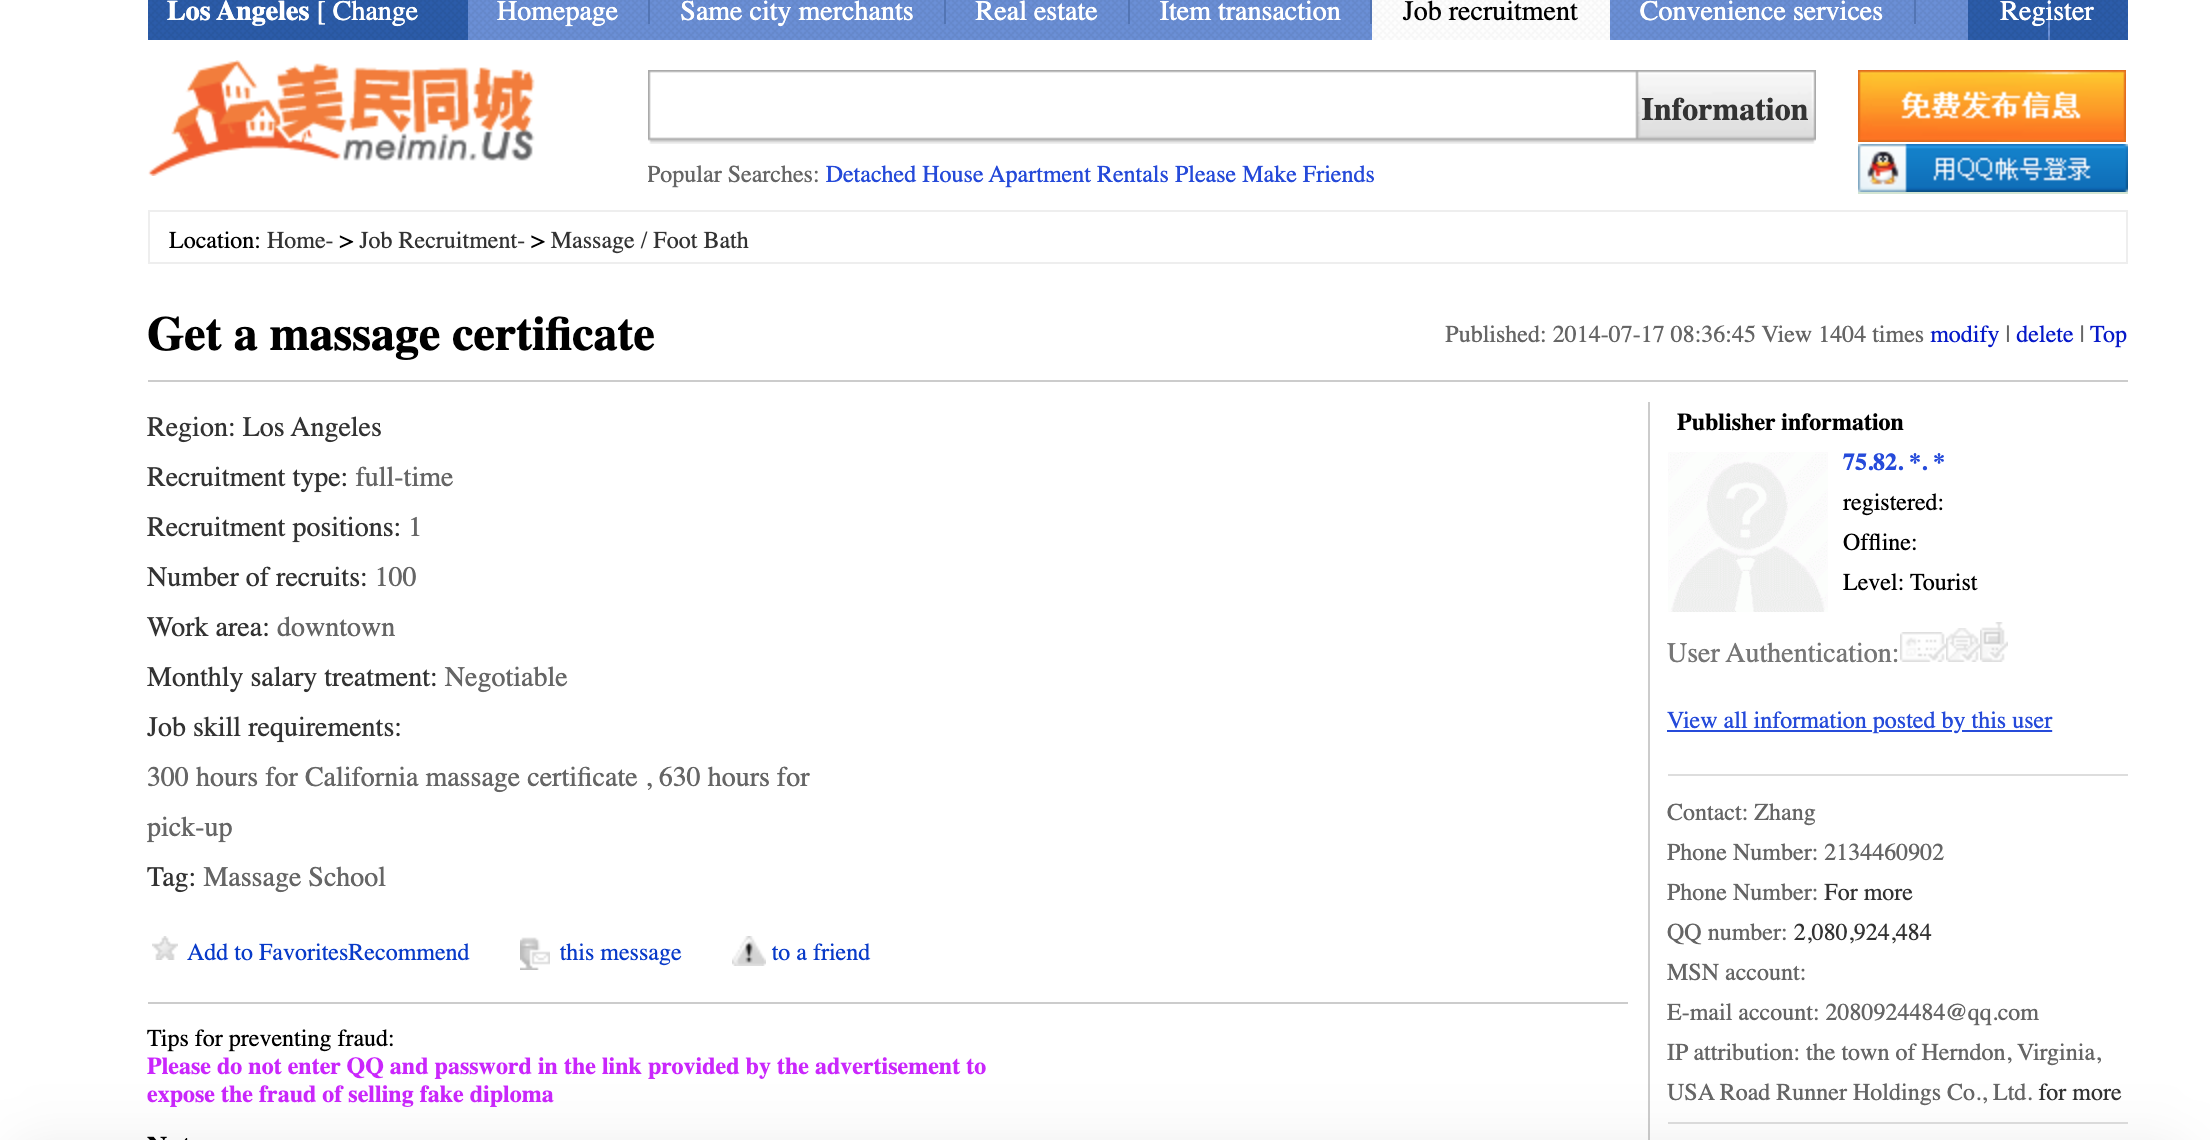 Los Angeles [ Change
Homepage
Same city merchants
Real estate
Item transaction
Job recruitment
Convenience services
Register
美民同城
meimin.US
Information
免费发布信息
用QQ帐号登录
Popular Searches: Detached House Apartment Rentals Please Make Friends
Location: Home- > Job Recruitment- > Massage / Foot Bath
Get a massage certificate
Published: 2014-07-17 08:36:45 View 1404 times modify | delete | Top
Region: Los Angeles
Recruitment type: full-time
Recruitment positions: 1
Number of recruits: 100
Work area: downtown
Monthly salary treatment: Negotiable
Job skill requirements:
300 hours for California massage certificate , 630 hours for
pick-up
Tag: Massage School
Add to FavoritesRecommend
this message
to a friend
Tips for preventing fraud:
Please do not enter QQ and password in the link provided by the advertisement to
expose the fraud of selling fake diploma
Publisher information
75.82. *. *
registered:
Offline:
Level: Tourist
User Authentication:
View all information posted by this user
Contact: Zhang
Phone Number: 2134460902
Phone Number: For more
QQ number: 2,080,924,484
MSN account:
E-mail account: 2080924484@qq.com
IP attribution: the town of Herndon, Virginia,
USA Road Runner Holdings Co., Ltd. for more